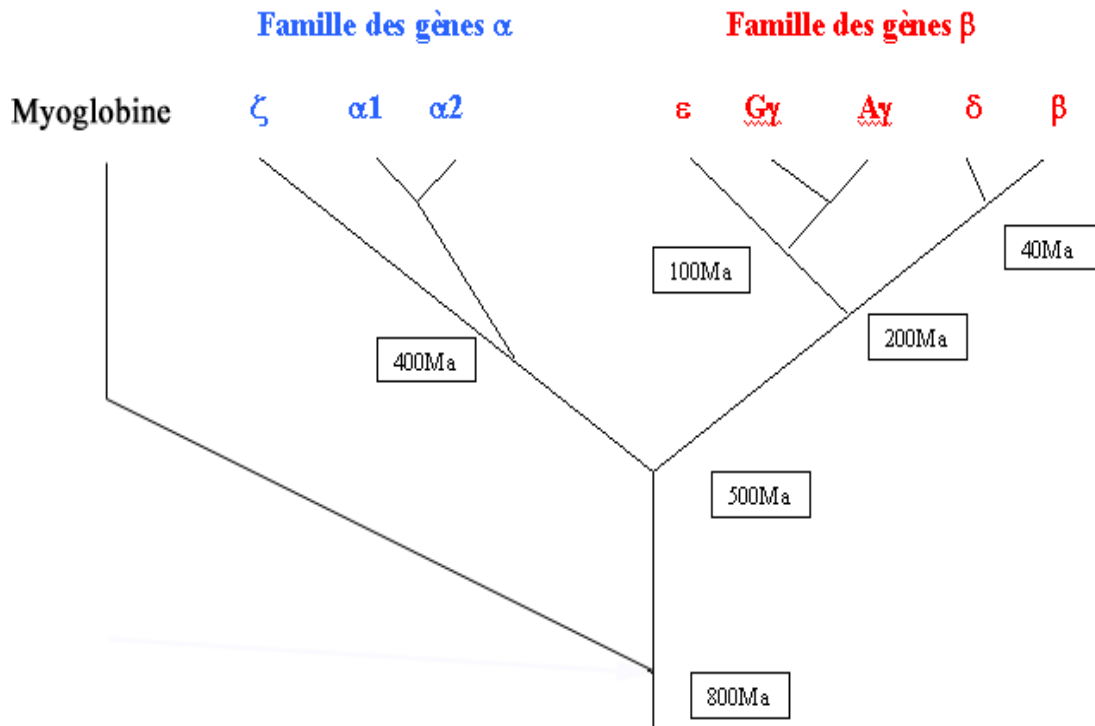 Famille des gènes α Famille des gènes β
Myoglobine ζ α1 α2 ε Gγ Aγ δ β
40Ma
100Ma
200Ma
400Ma
500Ma
800Ma